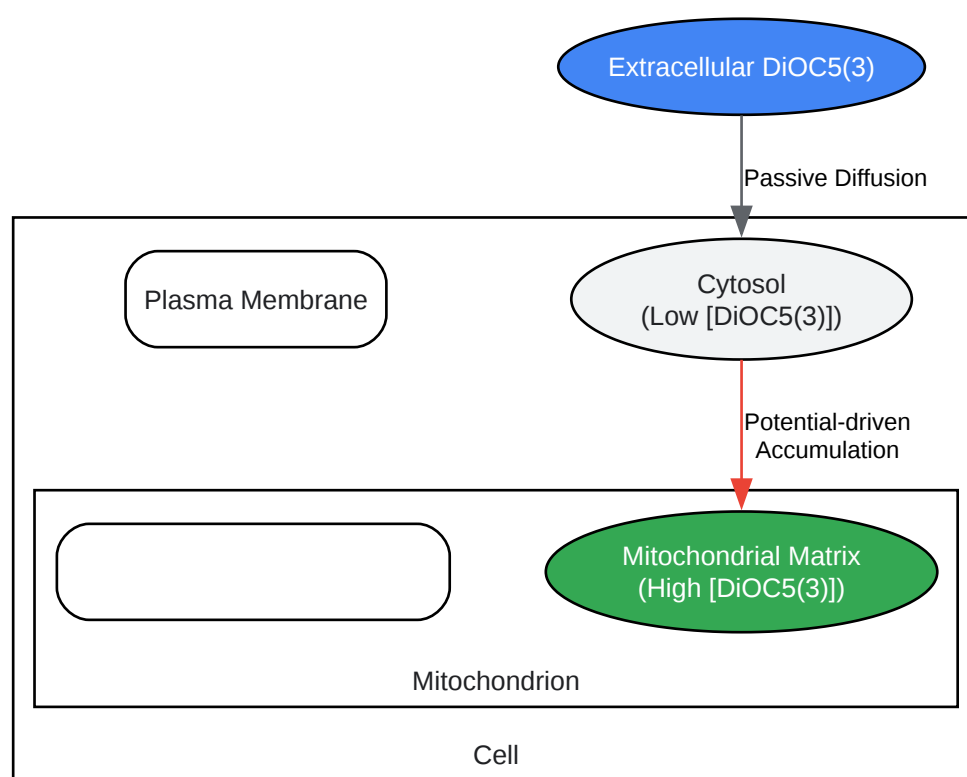 Extracellular DiOC5(3)
Passive Diffusion
Plasma Membrane
Cytosol
(Low [DiOC5(3)])
Potential-driven
Accumulation
Mitochondrial Matrix
(High [DiOC5(3)])
Mitochondrion
Cell